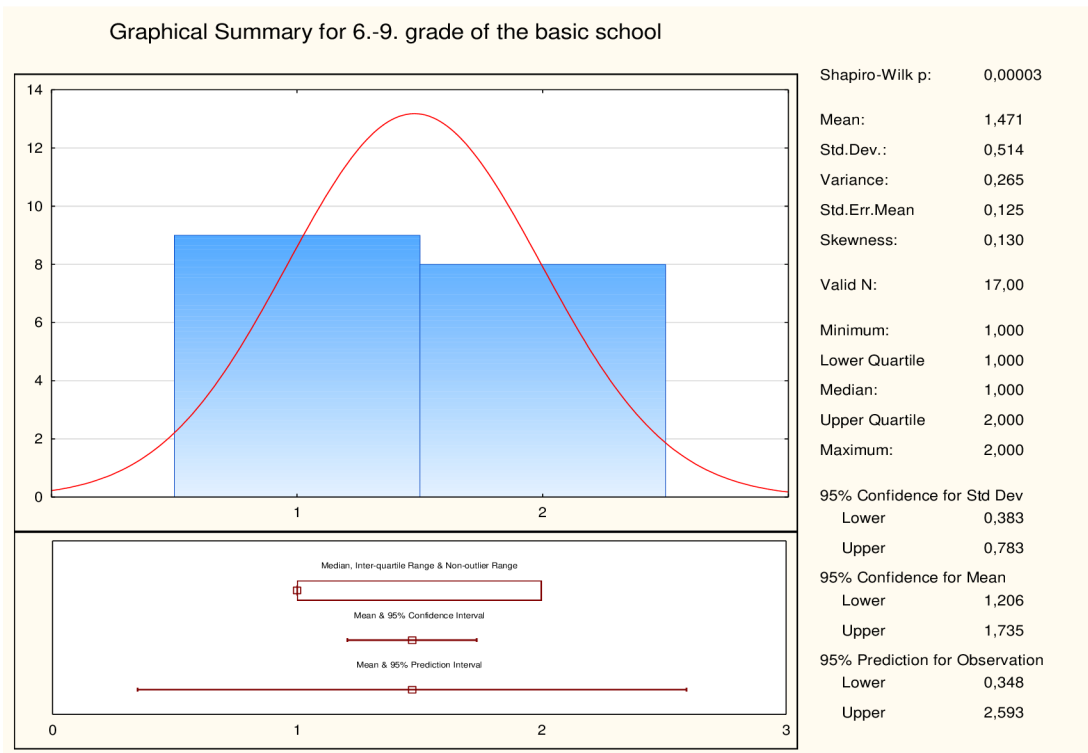 Graphical Summary for 6.-9. grade of the basic school
14
12
10
8
6
4
2
0
1 2
Median, Inter-quartile Range & Non-outlier Range
Mean & 95% Confidence Interval
Mean & 95% Prediction Interval
0 1 2 3
Shapiro-Wilk p: 0,00003
Mean: 1,471
Std.Dev.: 0,514
Variance: 0,265
Std.Err.Mean 0,125
Skewness: 0,130
Valid N: 17,00
Minimum: 1,000
Lower Quartile 1,000
Median: 1,000
Upper Quartile 2,000
Maximum: 2,000
95% Confidence for Std Dev
Lower 0,383
Upper 0,783
95% Confidence for Mean
Lower 1,206
Upper 1,735
95% Prediction for Observation
Lower 0,348
Upper 2,593